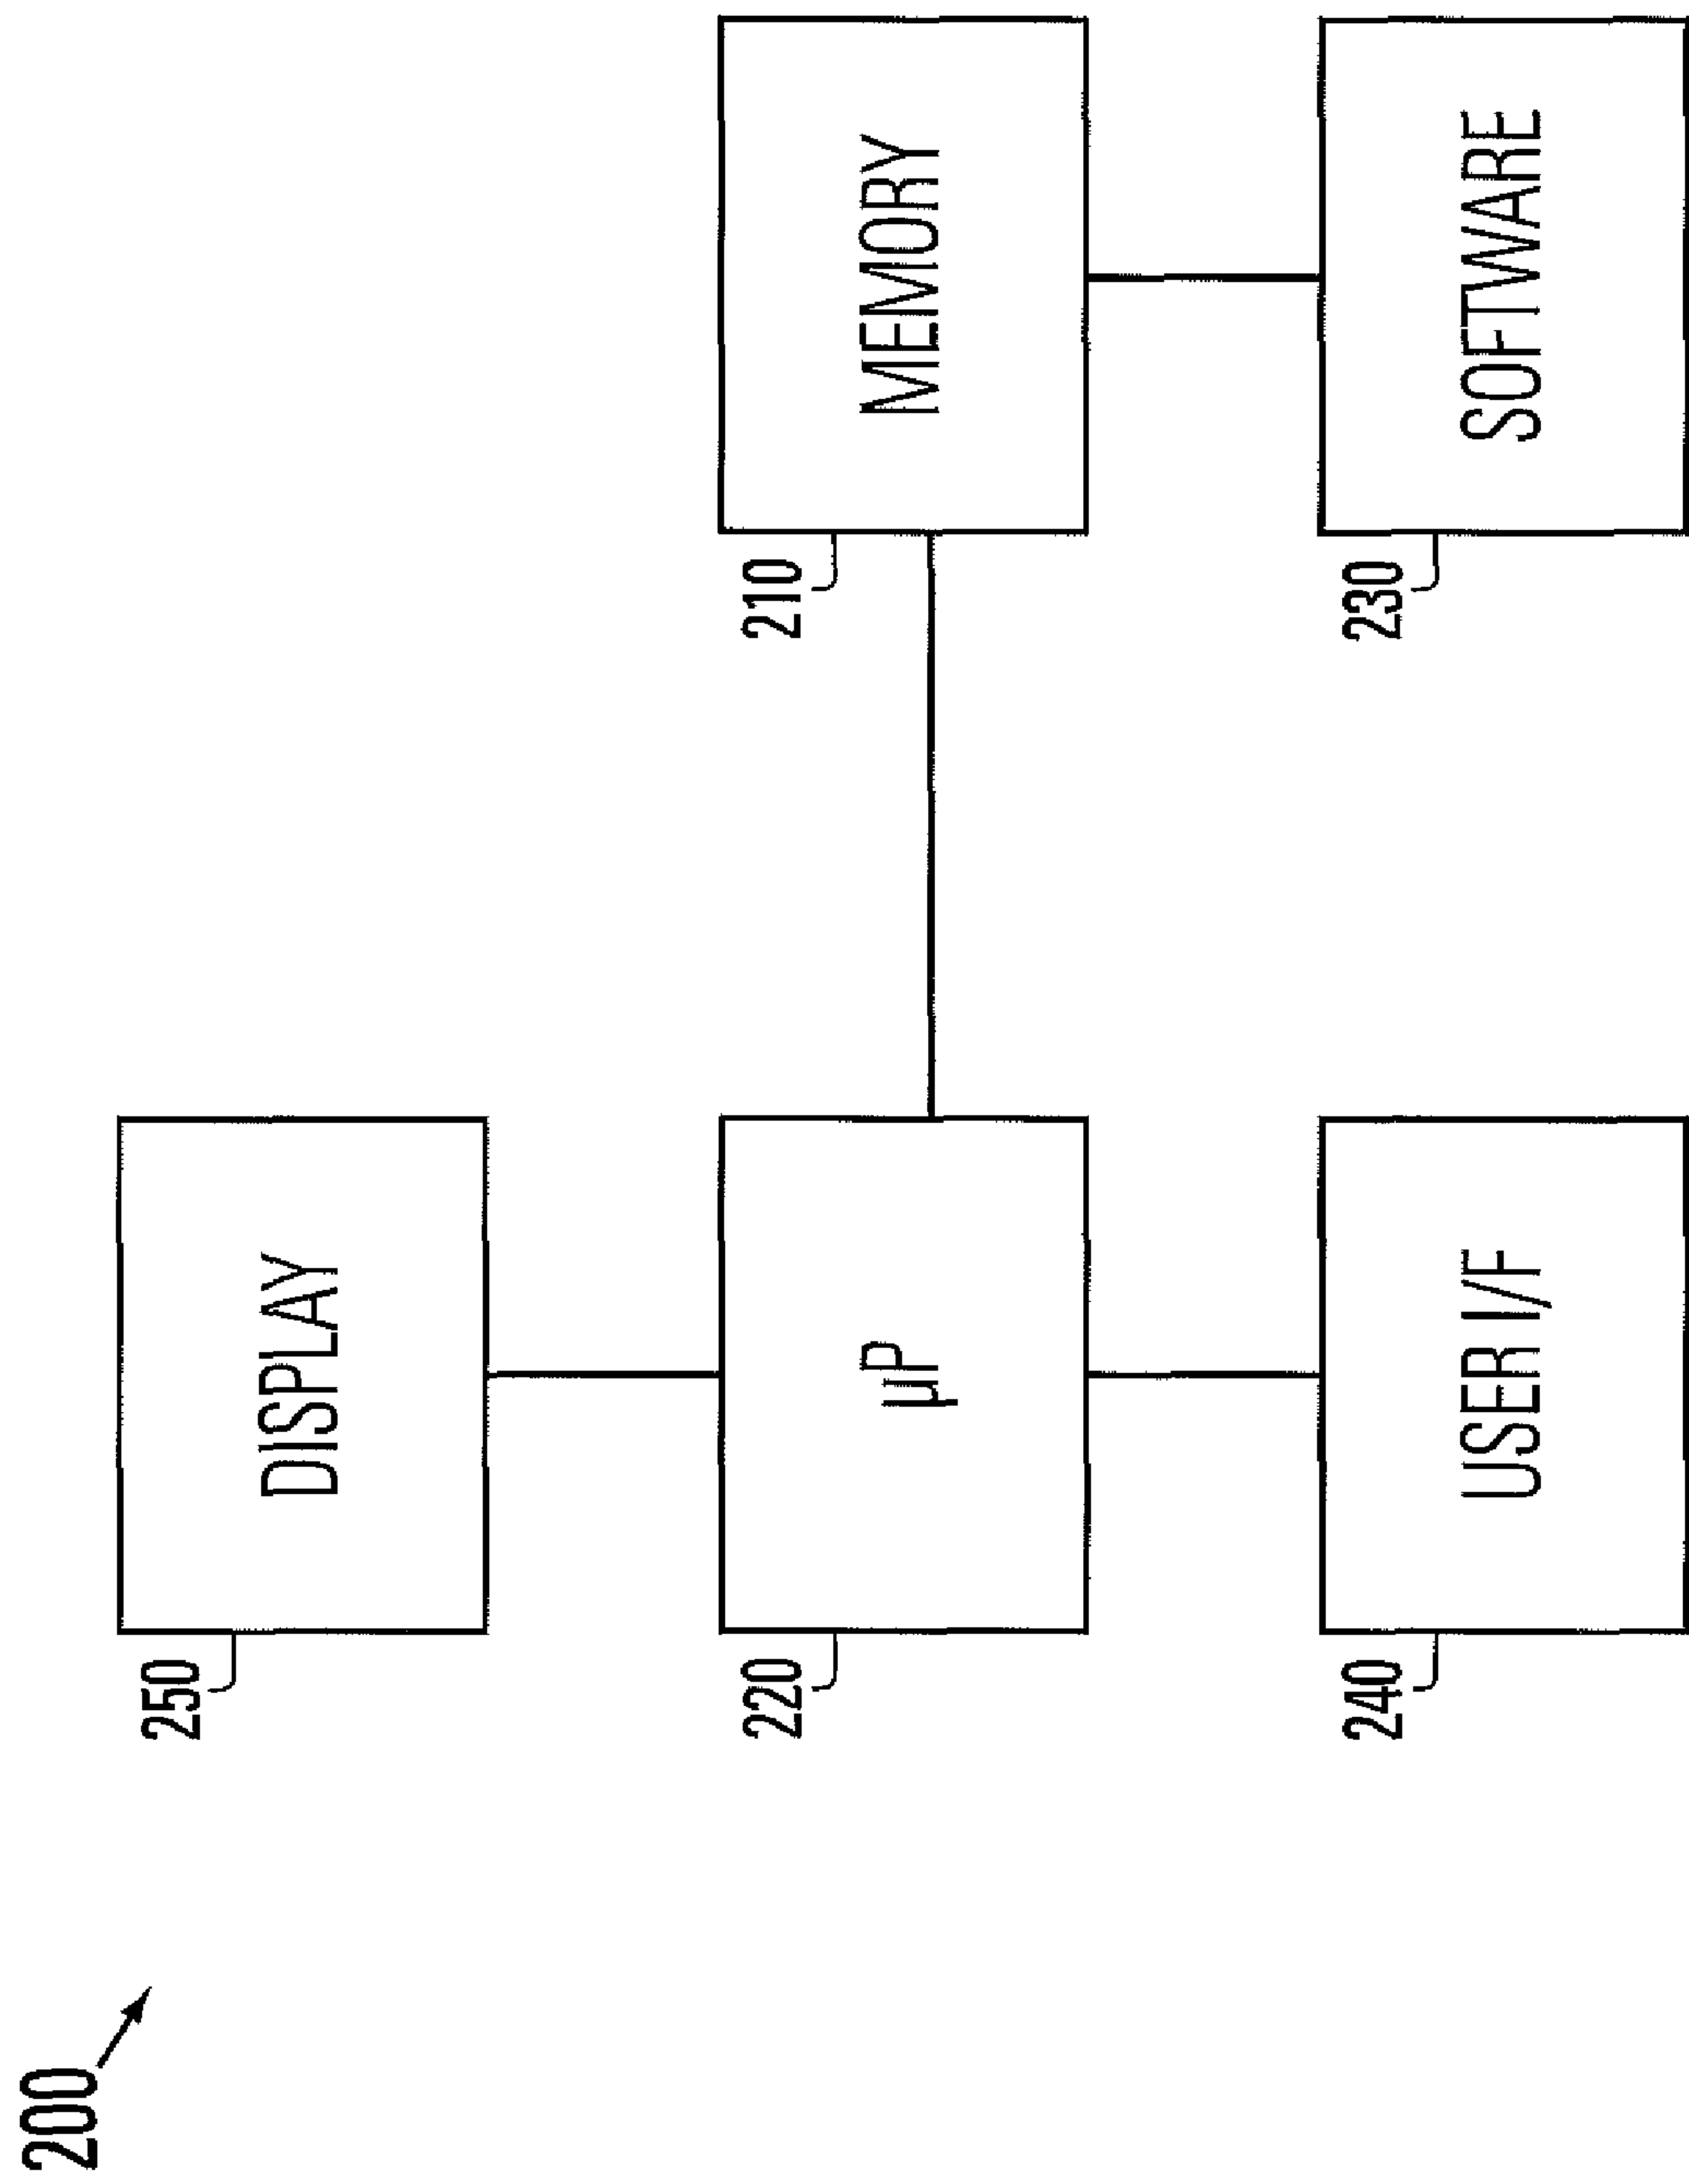 200
250
DISPLAY
220
µP
240
USER I/F
210
MEMORY
230
SOFTWARE